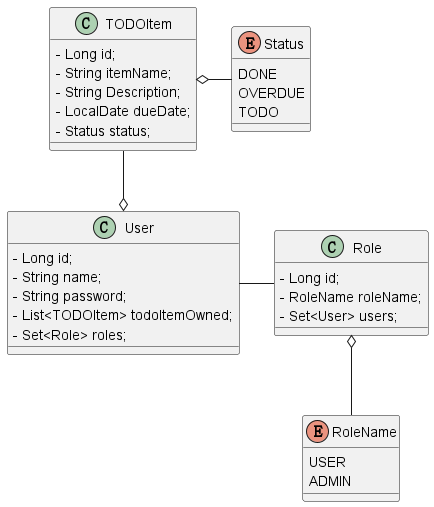 C TODOItem
- Long id;
- String itemName;
- String Description;
- LocalDate dueDate;
- Status status;
E Status
DONE
OVERDUE
TODO
C User
- Long id;
- String name;
- String password;
- List<TODOItem> todoItemOwned;
- Set<Role> roles;
C Role
- Long id;
- RoleName roleName;
- Set<User> users;
E RoleName
USER
ADMIN